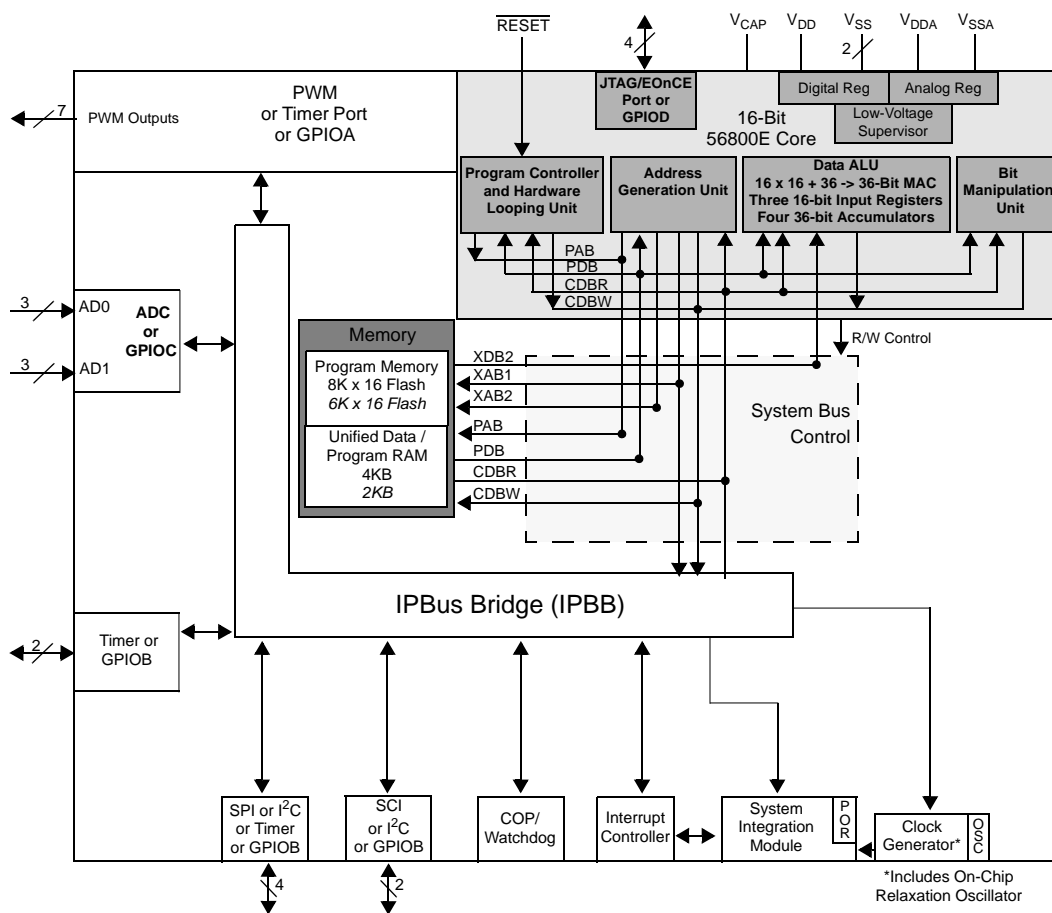 RESET
4
V_CAP
V_DD
V_SS
2
V_DDA
V_SSA
7
PWM Outputs
PWM
or Timer Port
or GPIOA
JTAG/EOnCE
Port or
GPIOD
16-Bit
56800E Core
Digital Reg
Analog Reg
Low-Voltage
Supervisor
Program Controller
and Hardware
Looping Unit
Address
Generation Unit
Data ALU
16 x 16 + 36 -> 36-Bit MAC
Three 16-bit Input Registers
Four 36-bit Accumulators
Bit
Manipulation
Unit
PAB
PDB
CDBR
CDBW
3
AD0
3
AD1
ADC
or
GPIOC
Memory
Program Memory
8K x 16 Flash
6K x 16 Flash
Unified Data /
Program RAM
4KB
2KB
XDB2
XAB1
XAB2
PAB
PDB
CDBR
CDBW
R/W Control
System Bus
Control
IPBus Bridge (IPBB)
2
Timer or
GPIOB
SPI or I²C
or Timer
or GPIOB
4
SCI
or I²C
or GPIOB
2
COP/
Watchdog
Interrupt
Controller
System
Integration
Module
POR
Clock
Generator*
OSC
*Includes On-Chip
Relaxation Oscillator